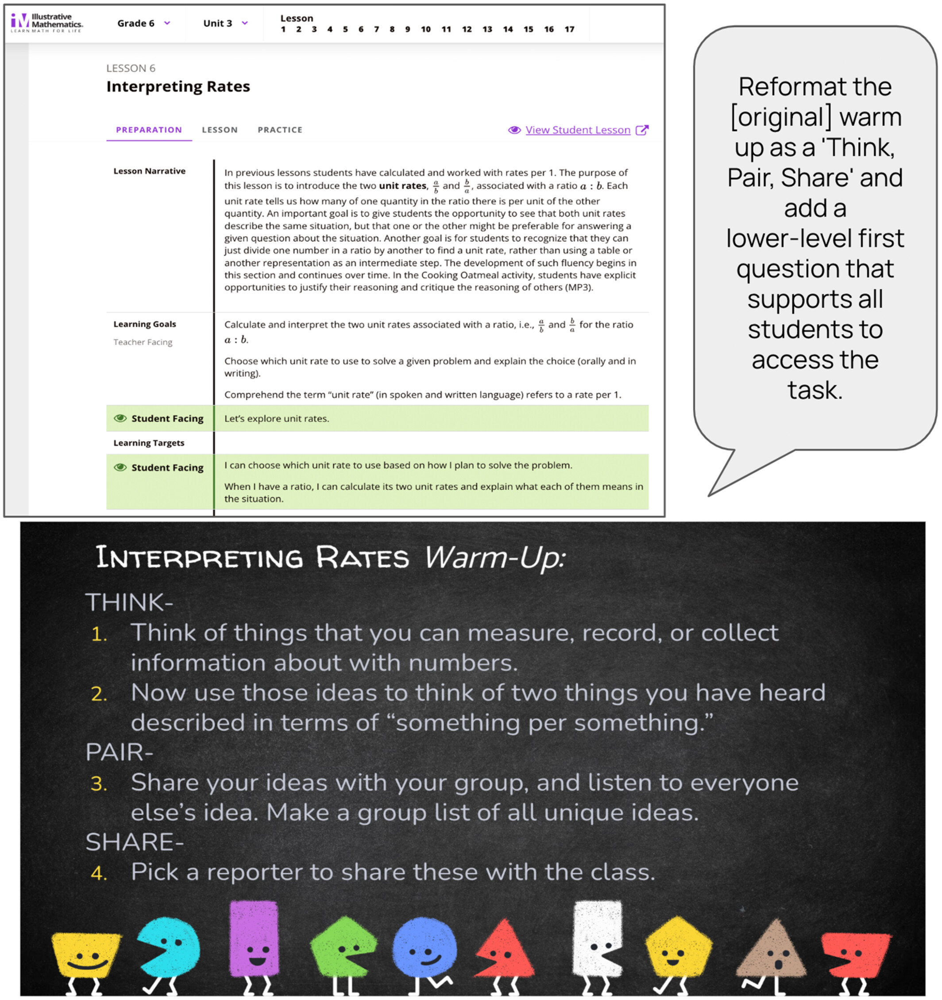 Illustrative
Mathematics.
LEARN MATH FOR LIFE
Grade 6
Unit 3
Lesson
1 2 3 4 5 6 7 8 9 10 11 12 13 14 15 16 17
LESSON 6
Interpreting Rates
PREPARATION LESSON PRACTICE
View Student Lesson
Lesson Narrative
In previous lessons students have calculated and worked with rates per 1. The purpose of
this lesson is to introduce the two unit rates, a/b and b/a, associated with a ratio a : b. Each
unit rate tells us how many of one quantity in the ratio there is per unit of the other
quantity. An important goal is to give students the opportunity to see that both unit rates
describe the same situation, but that one or the other might be preferable for answering a
given question about the situation. Another goal is for students to recognize that they can
just divide one number in a ratio by another to find a unit rate, rather than using a table or
another representation as an intermediate step. The development of such fluency begins in
this section and continues over time. In the Cooking Oatmeal activity, students have explicit
opportunities to justify their reasoning and critique the reasoning of others (MP3).
Learning Goals
Teacher Facing
Calculate and interpret the two unit rates associated with a ratio, i.e., a/b and b/a for the ratio
a : b.
Choose which unit rate to use to solve a given problem and explain the choice (orally and in
writing).
Comprehend the term “unit rate” (in spoken and written language) refers to a rate per 1.
Student Facing
Let’s explore unit rates.
Learning Targets
Student Facing
I can choose which unit rate to use based on how I plan to solve the problem.
When I have a ratio, I can calculate its two unit rates and explain what each of them means in
the situation.
Reformat the
[original] warm
up as a 'Think,
Pair, Share' and
add a
lower-level first
question that
supports all
students to
access the
task.
INTERPRETING RATES Warm-Up:
THINK-
1. Think of things that you can measure, record, or collect
information about with numbers.
2. Now use those ideas to think of two things you have heard
described in terms of “something per something.”
PAIR-
3. Share your ideas with your group, and listen to everyone
else’s idea. Make a group list of all unique ideas.
SHARE-
4. Pick a reporter to share these with the class.